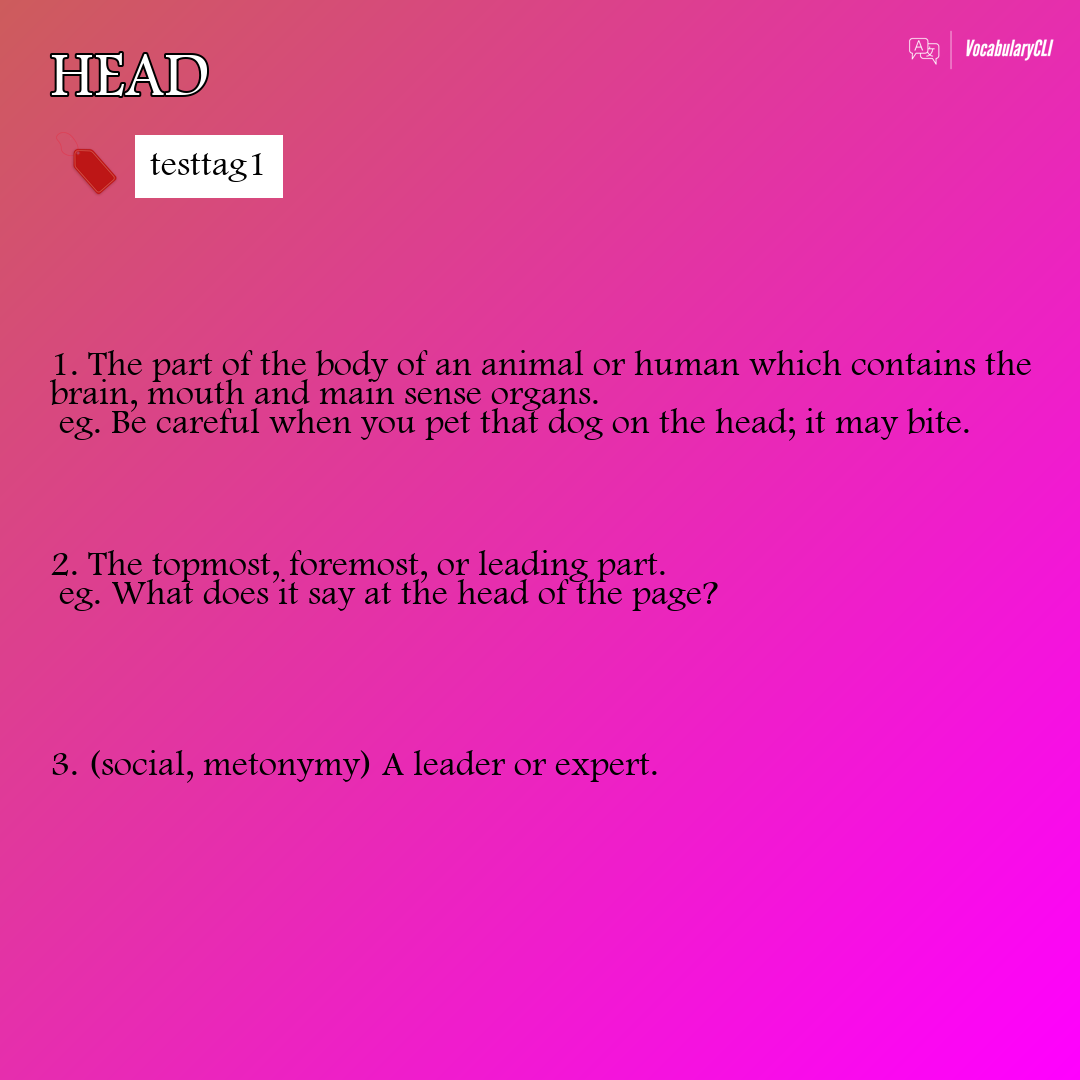 HEAD
VocabularyCLI
testtag1
1. The part of the body of an animal or human which contains the
brain, mouth and main sense organs.
eg. Be careful when you pet that dog on the head; it may bite.
2. The topmost, foremost, or leading part.
eg. What does it say at the head of the page?
3. (social, metonymy) A leader or expert.